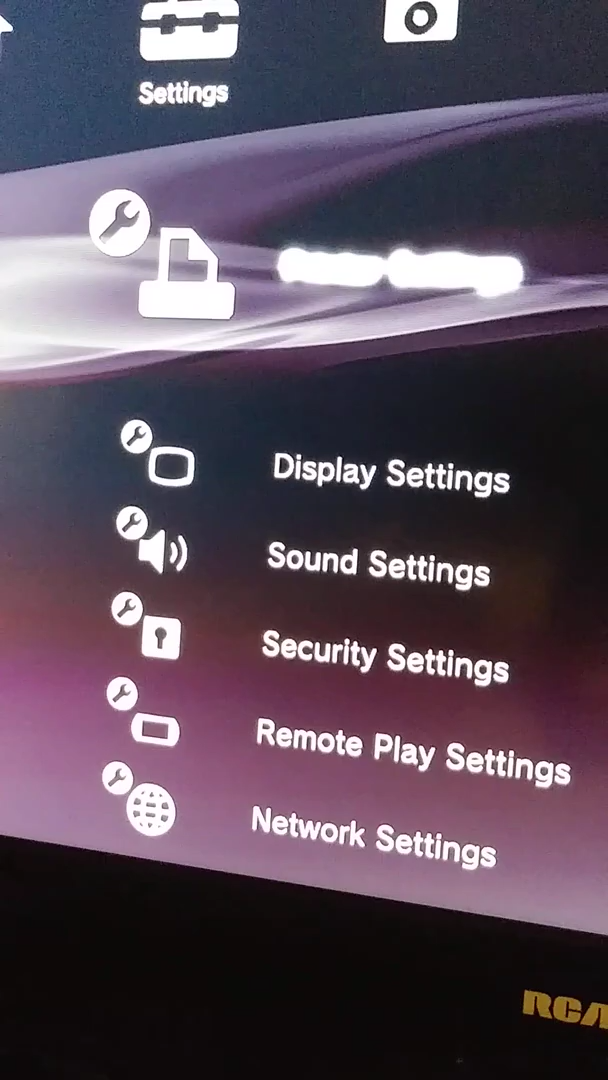 Settings
Display Settings
Sound Settings
Security Settings
Remote Play Settings
Network Settings
RCA